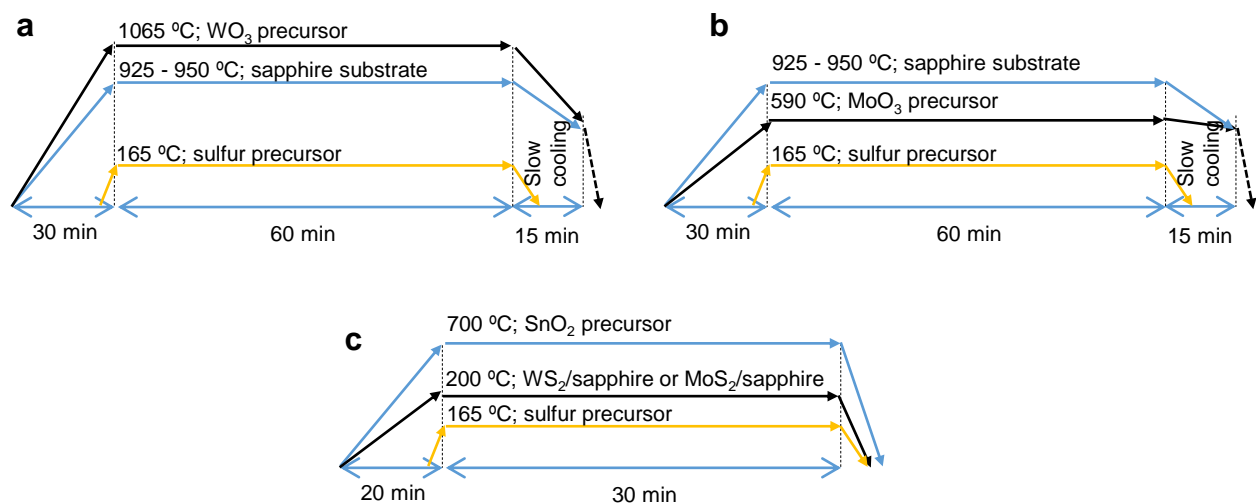 a
1065 ºC; WO₃ precursor
925 - 950 ºC; sapphire substrate
165 ºC; sulfur precursor
Slow
cooling
30 min
60 min
15 min
b
925 - 950 ºC; sapphire substrate
590 ºC; MoO₃ precursor
165 ºC; sulfur precursor
Slow
cooling
30 min
60 min
15 min
c
700 ºC; SnO₂ precursor
200 ºC; WS₂/sapphire or MoS₂/sapphire
165 ºC; sulfur precursor
20 min
30 min